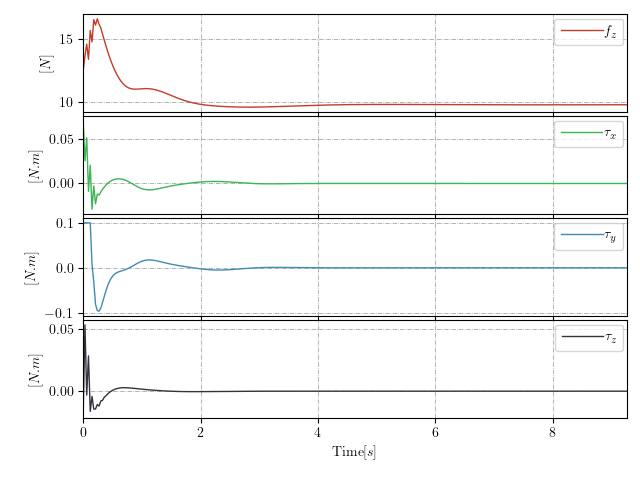 [N]
15
10
f_z
[N.m]
0.05
0.00
τ_x
[N.m]
0.1
0.0
−0.1
τ_y
[N.m]
0.05
0.00
τ_z
0 2 4 6 8
Time[s]